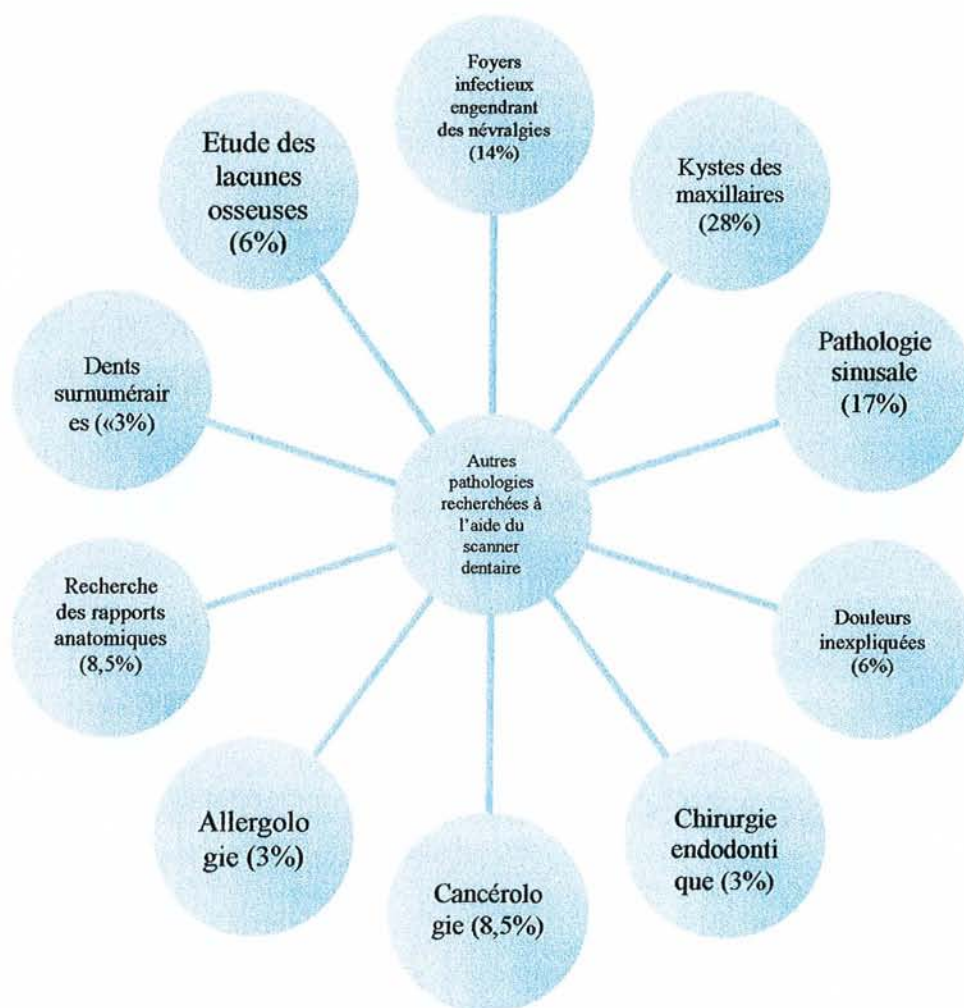 Foyers
infectieux
engendrant
des névralgies
(14%)
Kystes des
maxillaires
(28%)
Pathologie
sinusale
(17%)
Douleurs
inexpliquées
(6%)
Chirurgie
endodonti
que (3%)
Cancérolo
gie (8,5%)
Allergolo
gie (3%)
Recherche
des rapports
anatomiques
(8,5%)
Dents
surnumérair
es («3%)
Etude des
lacunes
osseuses
(6%)
Autres
pathologies
recherchées à
l’aide du
scanner
dentaire